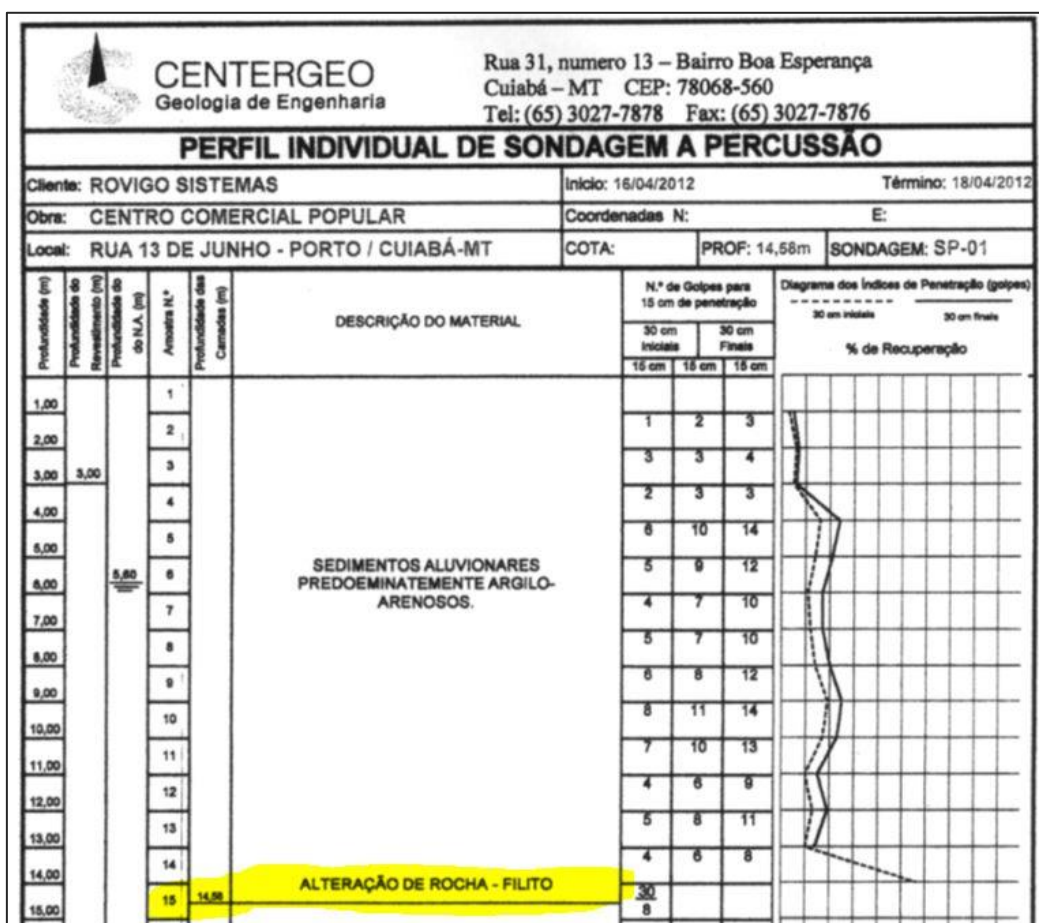 CENTERGEO
Geologia de Engenharia
Rua 31, numero 13 – Bairro Boa Esperança
Cuiabá – MT CEP: 78068-560
Tel: (65) 3027-7878 Fax: (65) 3027-7876
PERFIL INDIVIDUAL DE SONDAGEM A PERCUSSÃO
Cliente: ROVIGO SISTEMAS Inicio: 16/04/2012 Término: 18/04/2012
Obra: CENTRO COMERCIAL POPULAR Coordenadas N: E:
Local: RUA 13 DE JUNHO - PORTO / CUIABÁ-MT COTA: PROF: 14,58m SONDAGEM: SP-01
Profundidade (m)
Profundidade do Revestimento (m)
Profundidade do do N.A. (m)
Amostra N.º
Profundidade das Camadas (m)
DESCRIÇÃO DO MATERIAL
N.º de Golpes para
15 cm de penetração
30 cm Iniciais
30 cm Finais
15 cm 15 cm 15 cm
Diagrama dos Índices de Penetração (golpes)
30 cm iniciais 30 cm finais
% de Recuperação
1
1,00
2 1 2 3
2,00
3 3 3 4
3,00 3,00
4 2 3 3
4,00
5 6 10 14
5,00
5,60 6 5 9 12
SEDIMENTOS ALUVIONARES
PREDOEMINATEMENTE ARGILO-
ARENOSOS.
6,00
7 4 7 10
7,00
8 5 7 10
8,00
9 6 8 12
9,00
10 8 11 14
10,00
11 7 10 13
11,00
12 4 6 9
12,00
13 5 8 11
13,00
14 4 6 8
14,00
15 14,58 ALTERAÇÃO DE ROCHA - FILITO 30
8
15,00